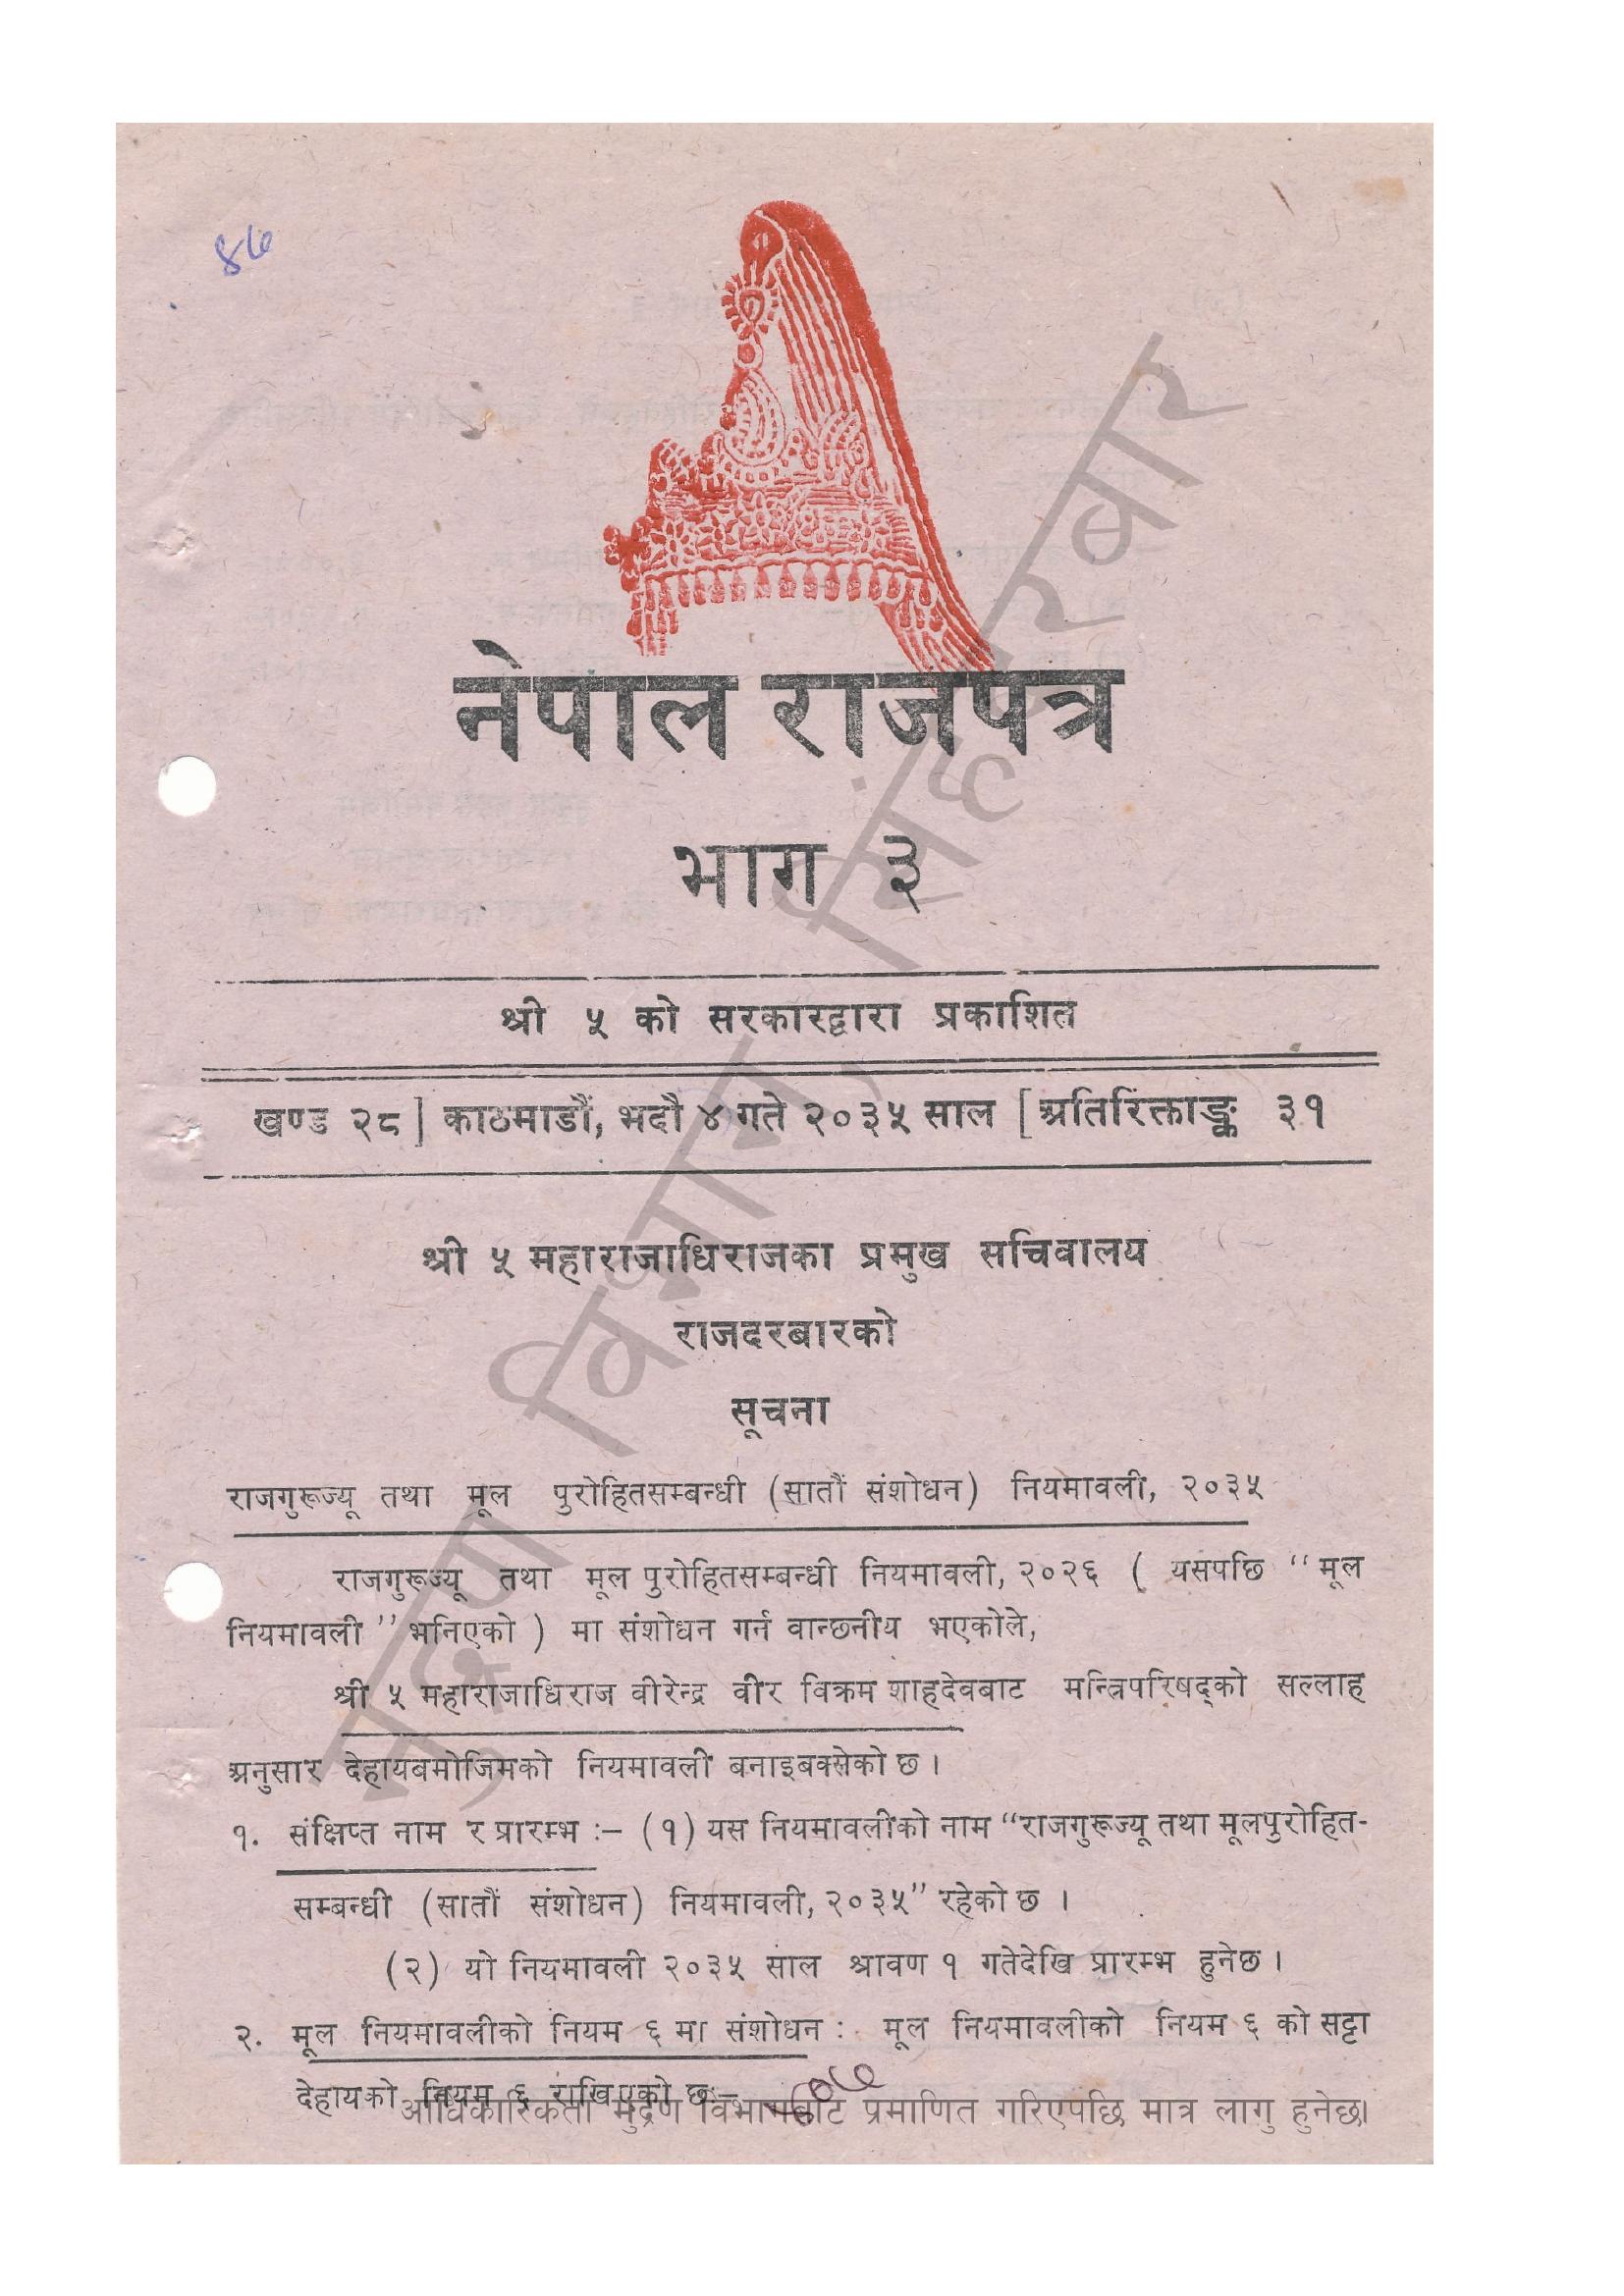 नेपाल राजपत्र
भाग ३
श्री ५ को सरकारद्वारा प्रकाशित
खण्ड २८] काठमाडौं, भदौ ४ गते २०३५ साल [अतिरिक्ताङ्क ३१
श्री ५ महाराजाधिराजका प्रमुख सचिवालय
राजदरबारको
सूचना
राजगुरूज्यू तथा मूल पुरोहितसम्बन्धी (सातौं संशोधन) नियमावली, २०३५
राजगुरूज्यू तथा मूल पुरोहितसम्बन्धी नियमावली, २०२६ ( यसपछि "मूल
नियमावली" भनिएको ) मा संशोधन गर्न वान्छनीय भएकोले,
श्री ५ महाराजाधिराज वीरेन्द्र वीर विक्रम शाहदेवबाट मन्त्रिपरिषद्को सल्लाह
अनुसार देहायबमोजिमको नियमावली बनाइबक्सेको छ ।
१. संक्षिप्त नाम र प्रारम्भ :– (१) यस नियमावलीको नाम “राजगुरूज्यू तथा मूलपुरोहित-
सम्बन्धी (सातौं संशोधन) नियमावली, २०३५” रहेको छ ।
(२) यो नियमावली २०३५ साल श्रावण १ गतेदेखि प्रारम्भ हुनेछ ।
२. मूल नियमावलीको नियम ६ मा संशोधन : मूल नियमावलीको नियम ६ को सट्टा
देहायको नियम ६ राखिएको छ:–
आधिकारिकता मुद्रण विभागबाट प्रमाणित गरिएपछि मात्र लागु हुनेछ।
मुद्रण विभाग, सिंहदरबार